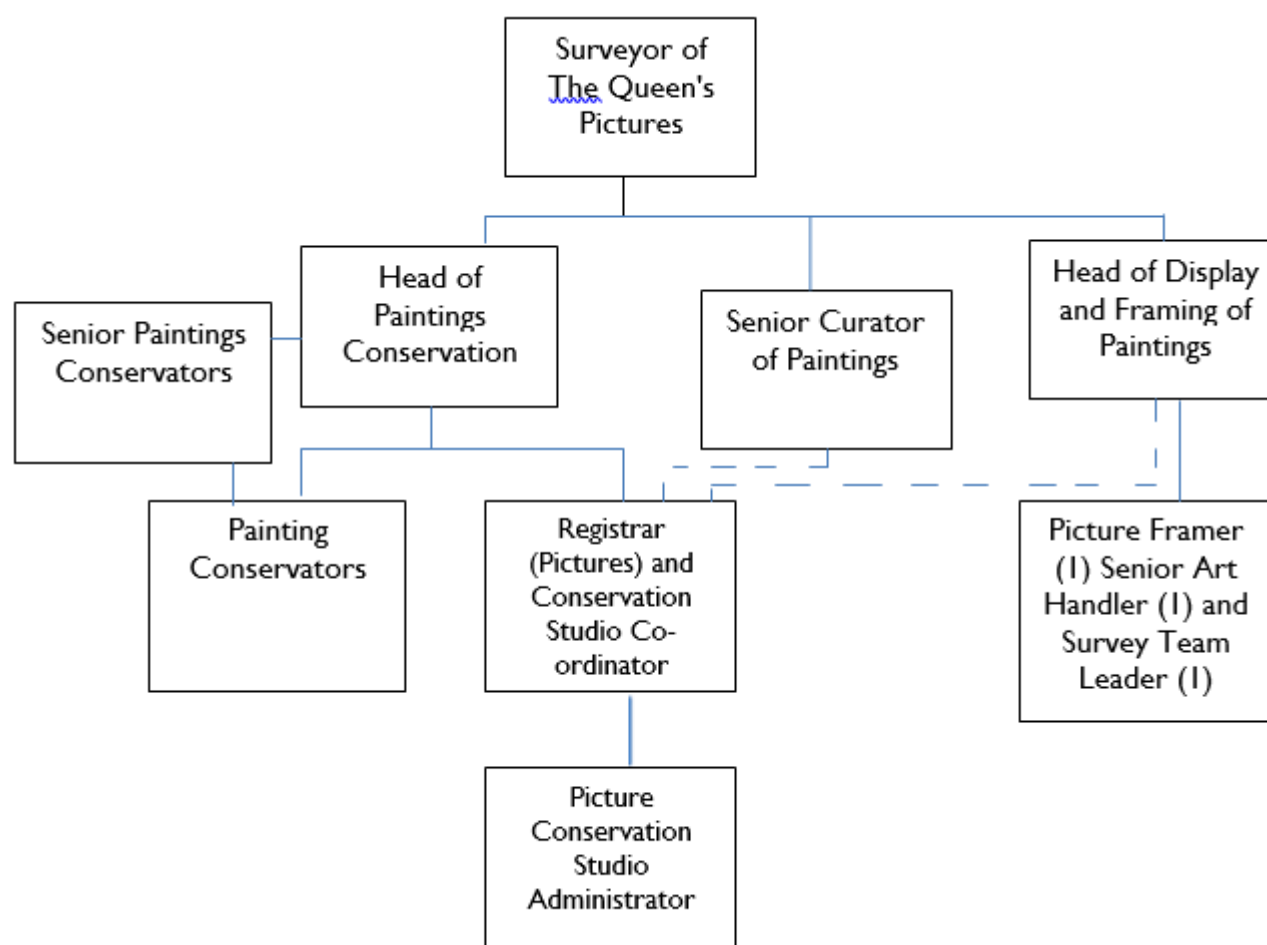 Surveyor of
The Queen's
Pictures
Head of
Paintings
Conservation
Senior Paintings
Conservators
Senior Curator
of Paintings
Head of Display
and Framing of
Paintings
Painting
Conservators
Registrar
(Pictures) and
Conservation
Studio Co-
ordinator
Picture Framer
(1) Senior Art
Handler (1) and
Survey Team
Leader (1)
Picture
Conservation
Studio
Administrator